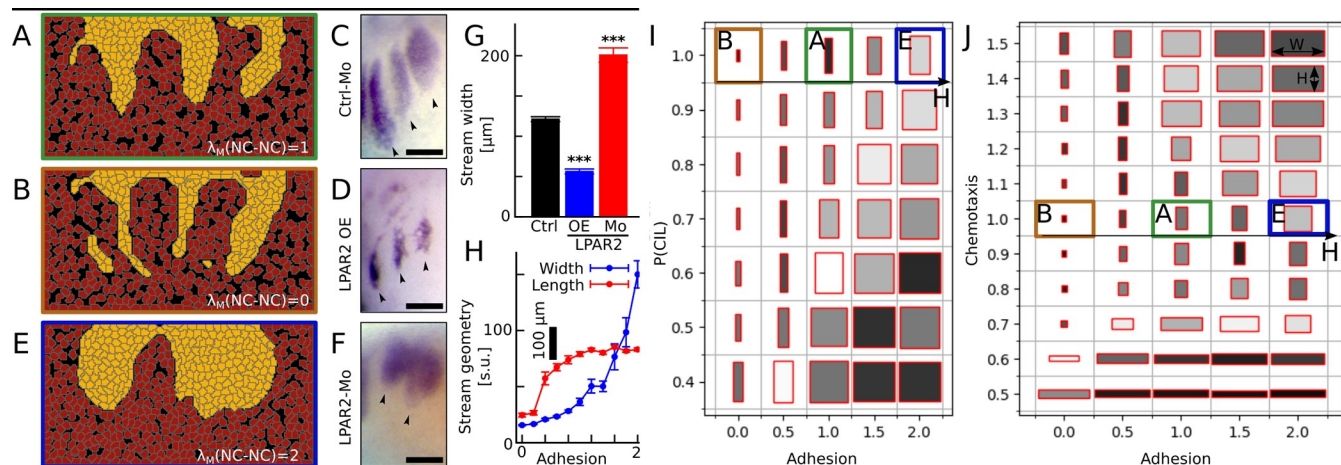 A
λM(NC-NC)=1
B
λM(NC-NC)=0
E
λM(NC-NC)=2
C
Ctrl-Mo
D
LPAR2 OE
F
LPAR2-Mo
G
Stream width
[μm]
200
0
***
***
Ctrl OE Mo
LPAR2
H
Width
Length
Stream geometry
[s.u.]
100
0
100 μm
0 2
Adhesion
I
P(CIL)
1.0
0.9
0.8
0.7
0.6
0.5
0.4
B
A
E
H
0.0 0.5 1.0 1.5 2.0
Adhesion
J
Chemotaxis
1.5
1.4
1.3
1.2
1.1
1.0
0.9
0.8
0.7
0.6
0.5
W
H
B
A
E
H
0.0 0.5 1.0 1.5 2.0
Adhesion